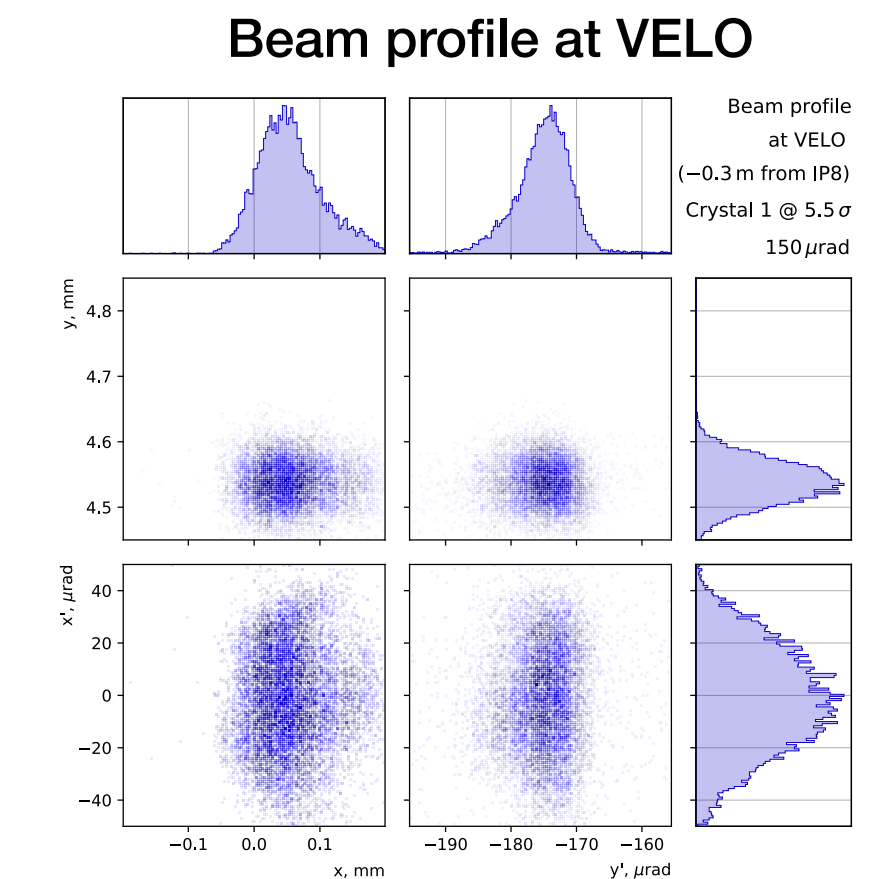 Beam profile at VELO
Beam profile
at VELO
(−0.3 m from IP8)
Crystal 1 @ 5.5 σ
150 μrad
y, mm
4.8
4.7
4.6
4.5
x', μrad
40
20
0
−20
−40
−0.1 0.0 0.1
x, mm
−190 −180 −170 −160
y', μrad